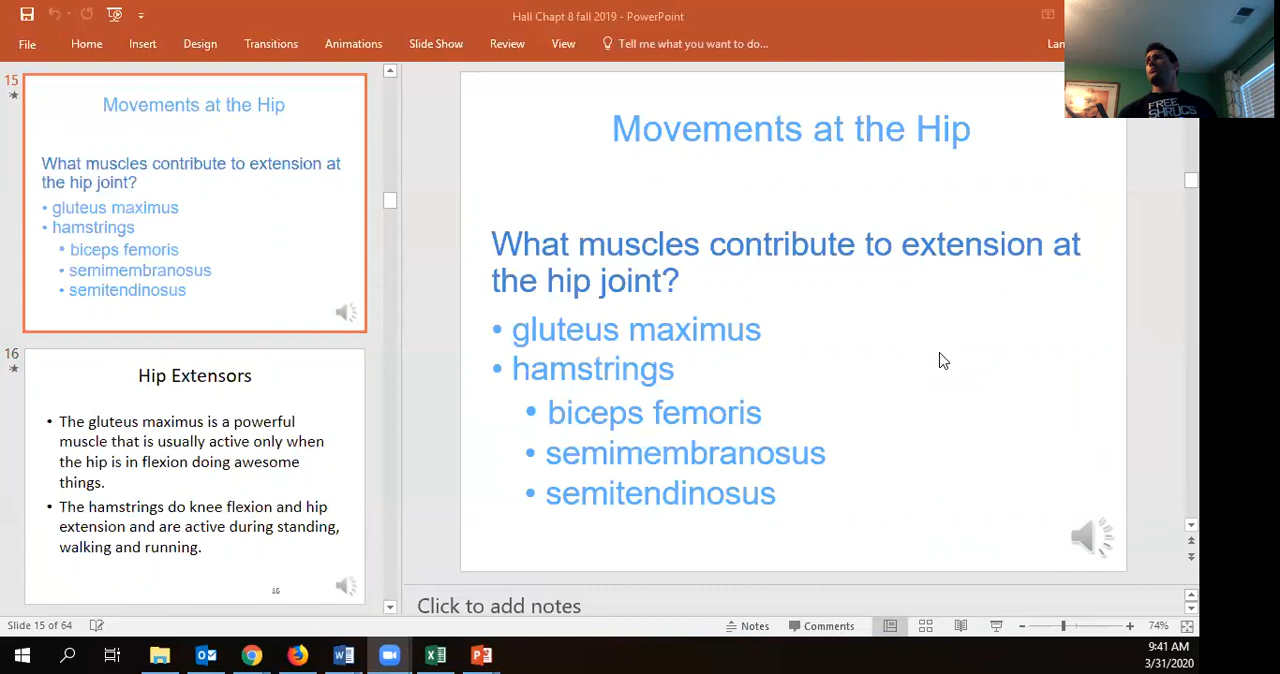 Hall Chapt 8 fall 2019 - PowerPoint
File Home Insert Design Transitions Animations Slide Show Review View Tell me what you want to do...
FREE
SHRUGS
15
Movements at the Hip
What muscles contribute to extension at
the hip joint?
• gluteus maximus
• hamstrings
• biceps femoris
• semimembranosus
• semitendinosus
16
Hip Extensors
• The gluteus maximus is a powerful
muscle that is usually active only when
the hip is in flexion doing awesome
things.
• The hamstrings do knee flexion and hip
extension and are active during standing,
walking and running.
16
Movements at the Hip
What muscles contribute to extension at
the hip joint?
• gluteus maximus
• hamstrings
• biceps femoris
• semimembranosus
• semitendinosus
Click to add notes
Slide 15 of 64 Notes Comments 74%
9:41 AM
3/31/2020